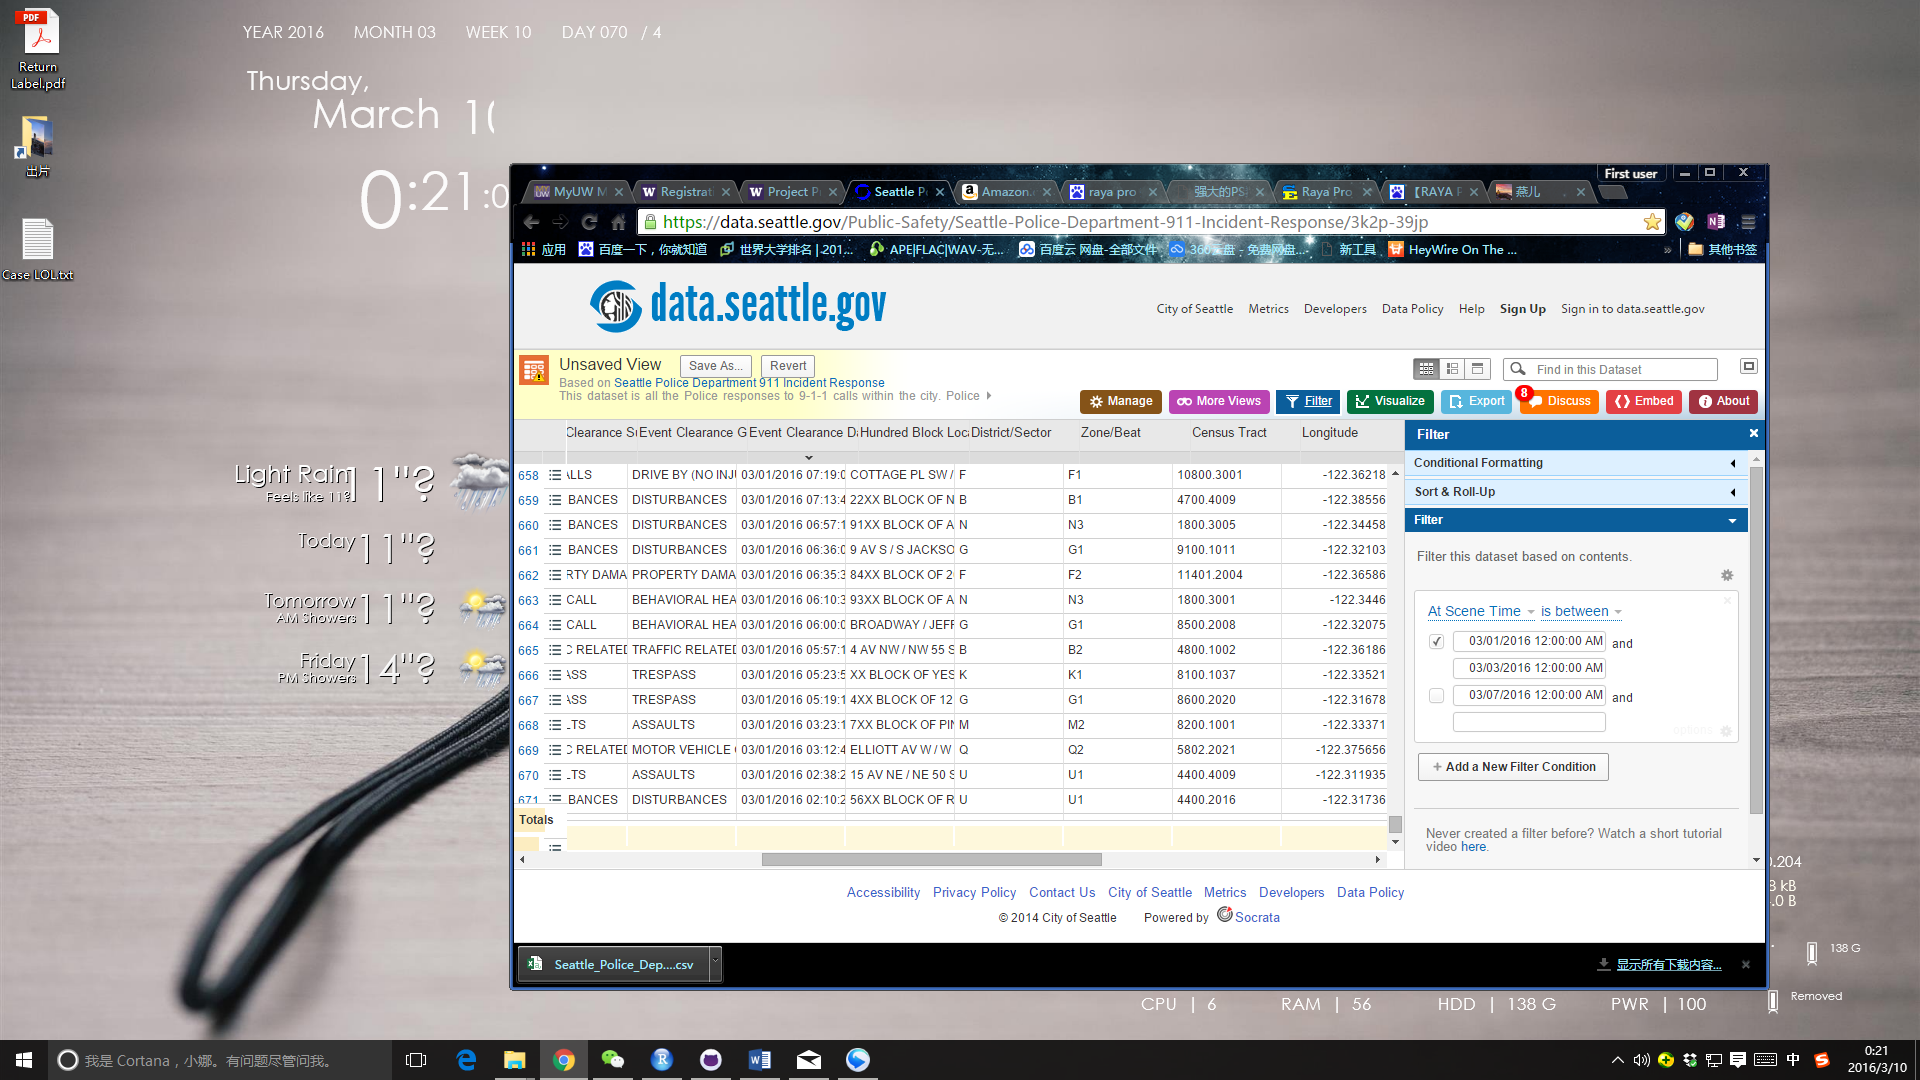 PDF
Return
Label.pdf
出片
Case LOL.txt
YEAR 2016 MONTH 03 WEEK 10 DAY 070 / 4
Thursday,
March 1
0:21:0
Light Rain 11"?
Feels like 11?
Today 11"?
Tomorrow 11"?
AM Showers
Friday 14"?
PM Showers
First user
MyUW M Registrat Project P Seattle P Amazon. raya pro 强大的PS Raya Pro 【RAYA P 燕儿
https://data.seattle.gov/Public-Safety/Seattle-Police-Department-911-Incident-Response/3k2p-39jp
应用 百度一下，你就知道 世界大学排名 | 201... APE|FLAC|WAV-无... 百度云 网盘-全部文件 360云盘 - 免费网盘... 新工具 HeyWire On The ... » 其他书签
data.seattle.gov
City of Seattle Metrics Developers Data Policy Help Sign Up Sign in to data.seattle.gov
Unsaved View Save As... Revert
Find in this Dataset
Based on Seattle Police Department 911 Incident Response
This dataset is all the Police responses to 9-1-1 calls within the city. Police
Manage More Views Filter Visualize Export 8 Discuss Embed About
Clearance Su Event Clearance G Event Clearance Da Hundred Block Loca District/Sector Zone/Beat Census Tract Longitude
658 ALLS DRIVE BY (NO INJU 03/01/2016 07:19:0 COTTAGE PL SW / F F1 10800.3001 -122.36218
659 BANCES DISTURBANCES 03/01/2016 07:13:4 22XX BLOCK OF N B B1 4700.4009 -122.38556
660 BANCES DISTURBANCES 03/01/2016 06:57:1 91XX BLOCK OF A N N3 1800.3005 -122.34458
661 BANCES DISTURBANCES 03/01/2016 06:36:0 9 AV S / S JACKSO G G1 9100.1011 -122.32103
662 RTY DAMA PROPERTY DAMA 03/01/2016 06:35:3 84XX BLOCK OF 2 F F2 11401.2004 -122.36586
663 CALL BEHAVIORAL HEA 03/01/2016 06:10:3 93XX BLOCK OF A N N3 1800.3001 -122.3446
664 CALL BEHAVIORAL HEA 03/01/2016 06:00:0 BROADWAY / JEFF G G1 8500.2008 -122.32075
665 C RELATED TRAFFIC RELATED 03/01/2016 05:57:1 4 AV NW / NW 55 S B B2 4800.1002 -122.36186
666 ASS TRESPASS 03/01/2016 05:23:5 XX BLOCK OF YES K K1 8100.1037 -122.33521
667 ASS TRESPASS 03/01/2016 05:19:1 4XX BLOCK OF 12 G G1 8600.2020 -122.31678
668 LTS ASSAULTS 03/01/2016 03:23:1 7XX BLOCK OF PIN M M2 8200.1001 -122.33371
669 C RELATED MOTOR VEHICLE 03/01/2016 03:12:4 ELLIOTT AV W / W Q Q2 5802.2021 -122.375656
670 LTS ASSAULTS 03/01/2016 02:38:2 15 AV NE / NE 50 S U U1 4400.4009 -122.311935
671 BANCES DISTURBANCES 03/01/2016 02:10:2 56XX BLOCK OF R U U1 4400.2016 -122.31736
Totals
Filter
Conditional Formatting
Sort & Roll-Up
Filter
Filter this dataset based on contents.
At Scene Time is between
03/01/2016 12:00:00 AM and
03/03/2016 12:00:00 AM
03/07/2016 12:00:00 AM and
options
+ Add a New Filter Condition
Never created a filter before? Watch a short tutorial
video here.
Accessibility Privacy Policy Contact Us City of Seattle Metrics Developers Data Policy
© 2014 City of Seattle Powered by Socrata
Seattle_Police_Dep....csv
显示所有下载内容...
0.204
8 kB
.0 B
138 G
Removed
CPU | 6 RAM | 56 HDD | 138 G PWR | 100
我是 Cortana，小娜。有问题尽管问我。
中
0:21
2016/3/10